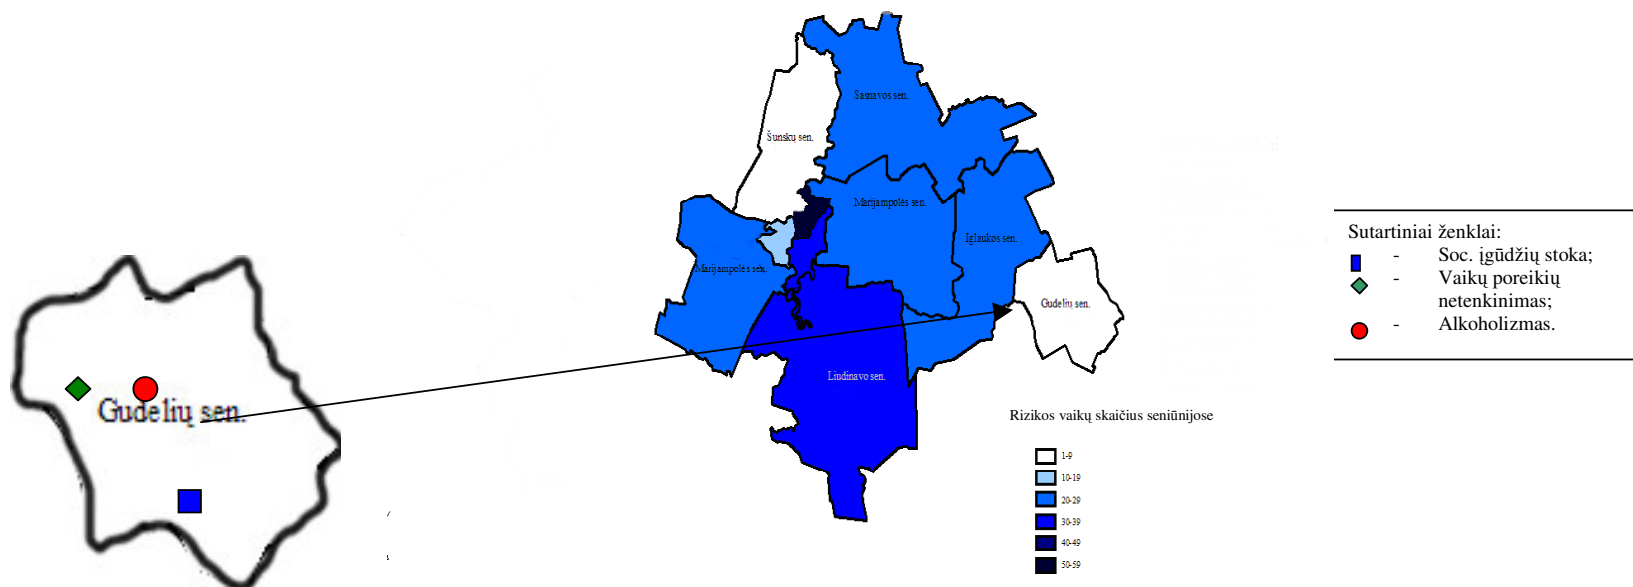 Sasnavos sen.
Šunskų sen.
Marijampolės sen.
Iglaukos sen.
Marijampolės sen.
Gudelių sen.
Liudinavo sen.
Gudelių sen.
Sutartiniai ženklai:
- Soc. įgūdžių stoka;
- Vaikų poreikių
netenkinimas;
- Alkoholizmas.
Rizikos vaikų skaičius seniūnijose
1-9
10-19
20-29
30-39
40-49
50-59